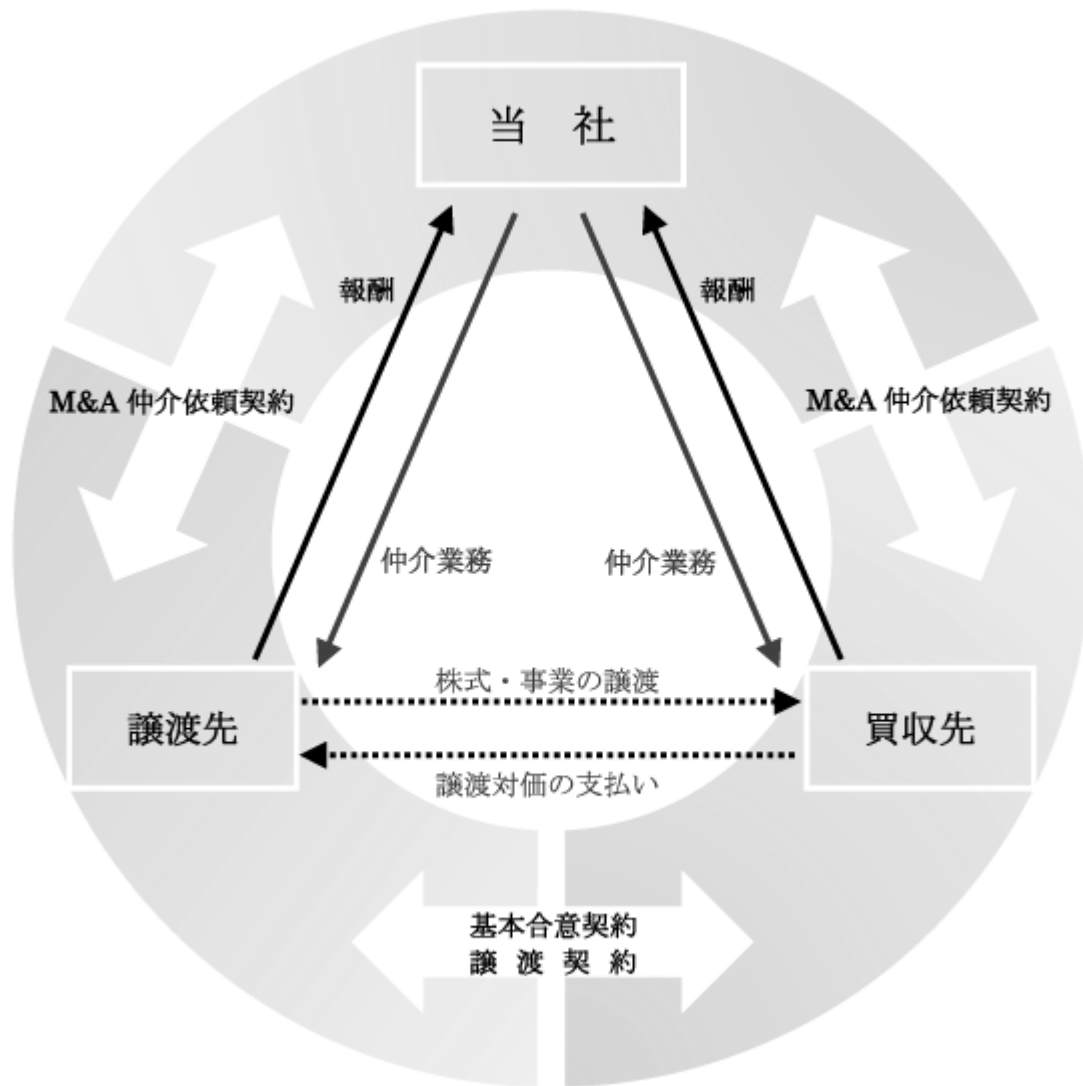 当　社
報酬
報酬
M&A 仲介依頼契約
M&A 仲介依頼契約
仲介業務
仲介業務
株式・事業の譲渡
譲渡先
買収先
譲渡対価の支払い
基本合意契約
譲 渡 契 約